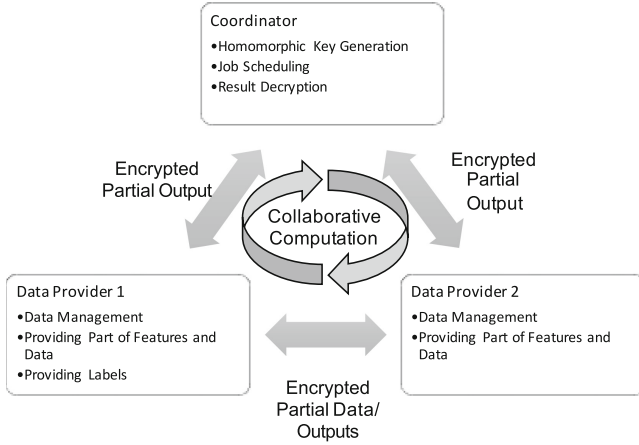 Coordinator
•Homomorphic Key Generation
•Job Scheduling
•Result Decryption
Encrypted
Partial Output
Encrypted
Partial
Output
Collaborative
Computation
Data Provider 1
•Data Management
•Providing Part of Features and
Data
•Providing Labels
Data Provider 2
•Data Management
•Providing Part of Features and
Data
Encrypted
Partial Data/
Outputs